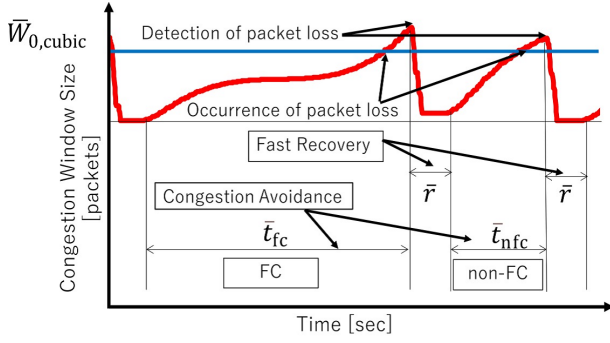 W̄0,cubic
Detection of packet loss
Occurrence of packet loss
Fast Recovery
r̄
r̄
Congestion Avoidance
t̄fc
t̄nfc
FC
non-FC
Congestion Window Size
[packets]
Time [sec]